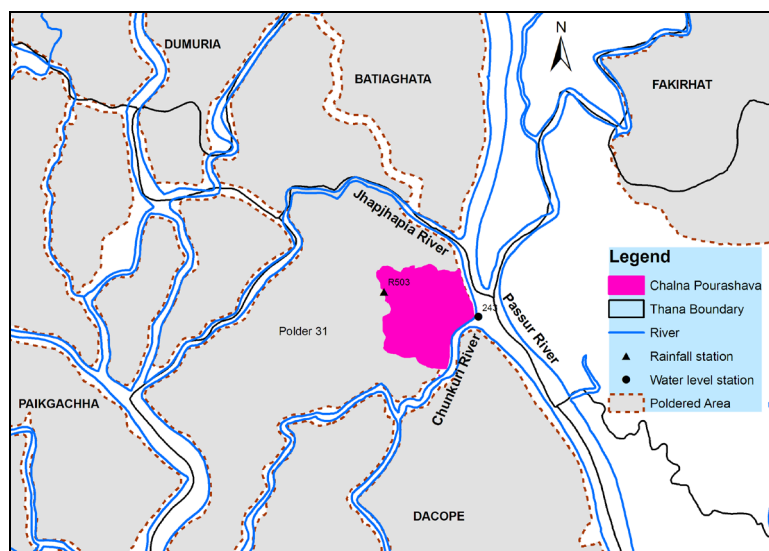 DUMURIA
N
BATIAGHATA
FAKIRHAT
Jhapjhapia River
Legend
R503
Chalna Pourashava
243
Passur River
Thana Boundary
Polder 31
River
Chunkuri River
Rainfall station
Water level station
PAIKGACHHA
Poldered Area
DACOPE